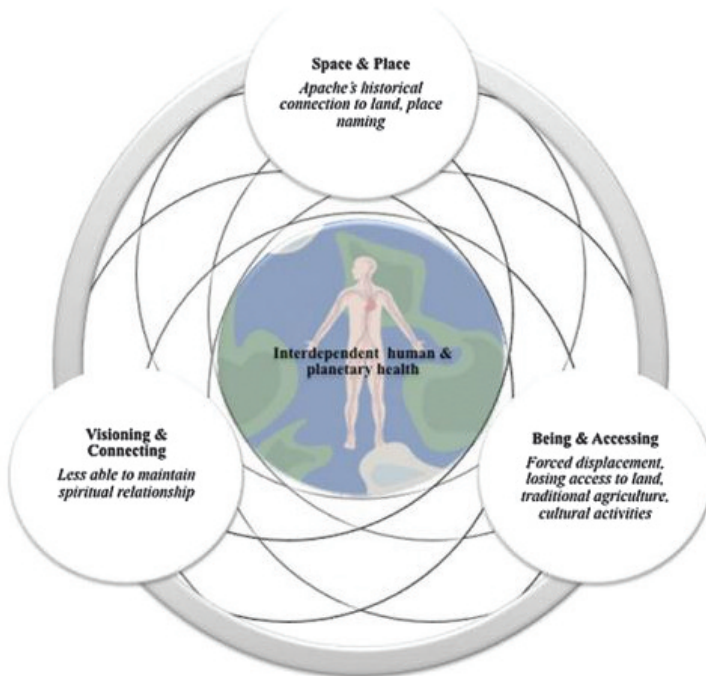 Space & Place
Apache's historical
connection to land, place
naming
Interdependent human &
planetary health
Visioning &
Connecting
Less able to maintain
spiritual relationship
Being & Accessing
Forced displacement,
losing access to land,
traditional agriculture,
cultural activities